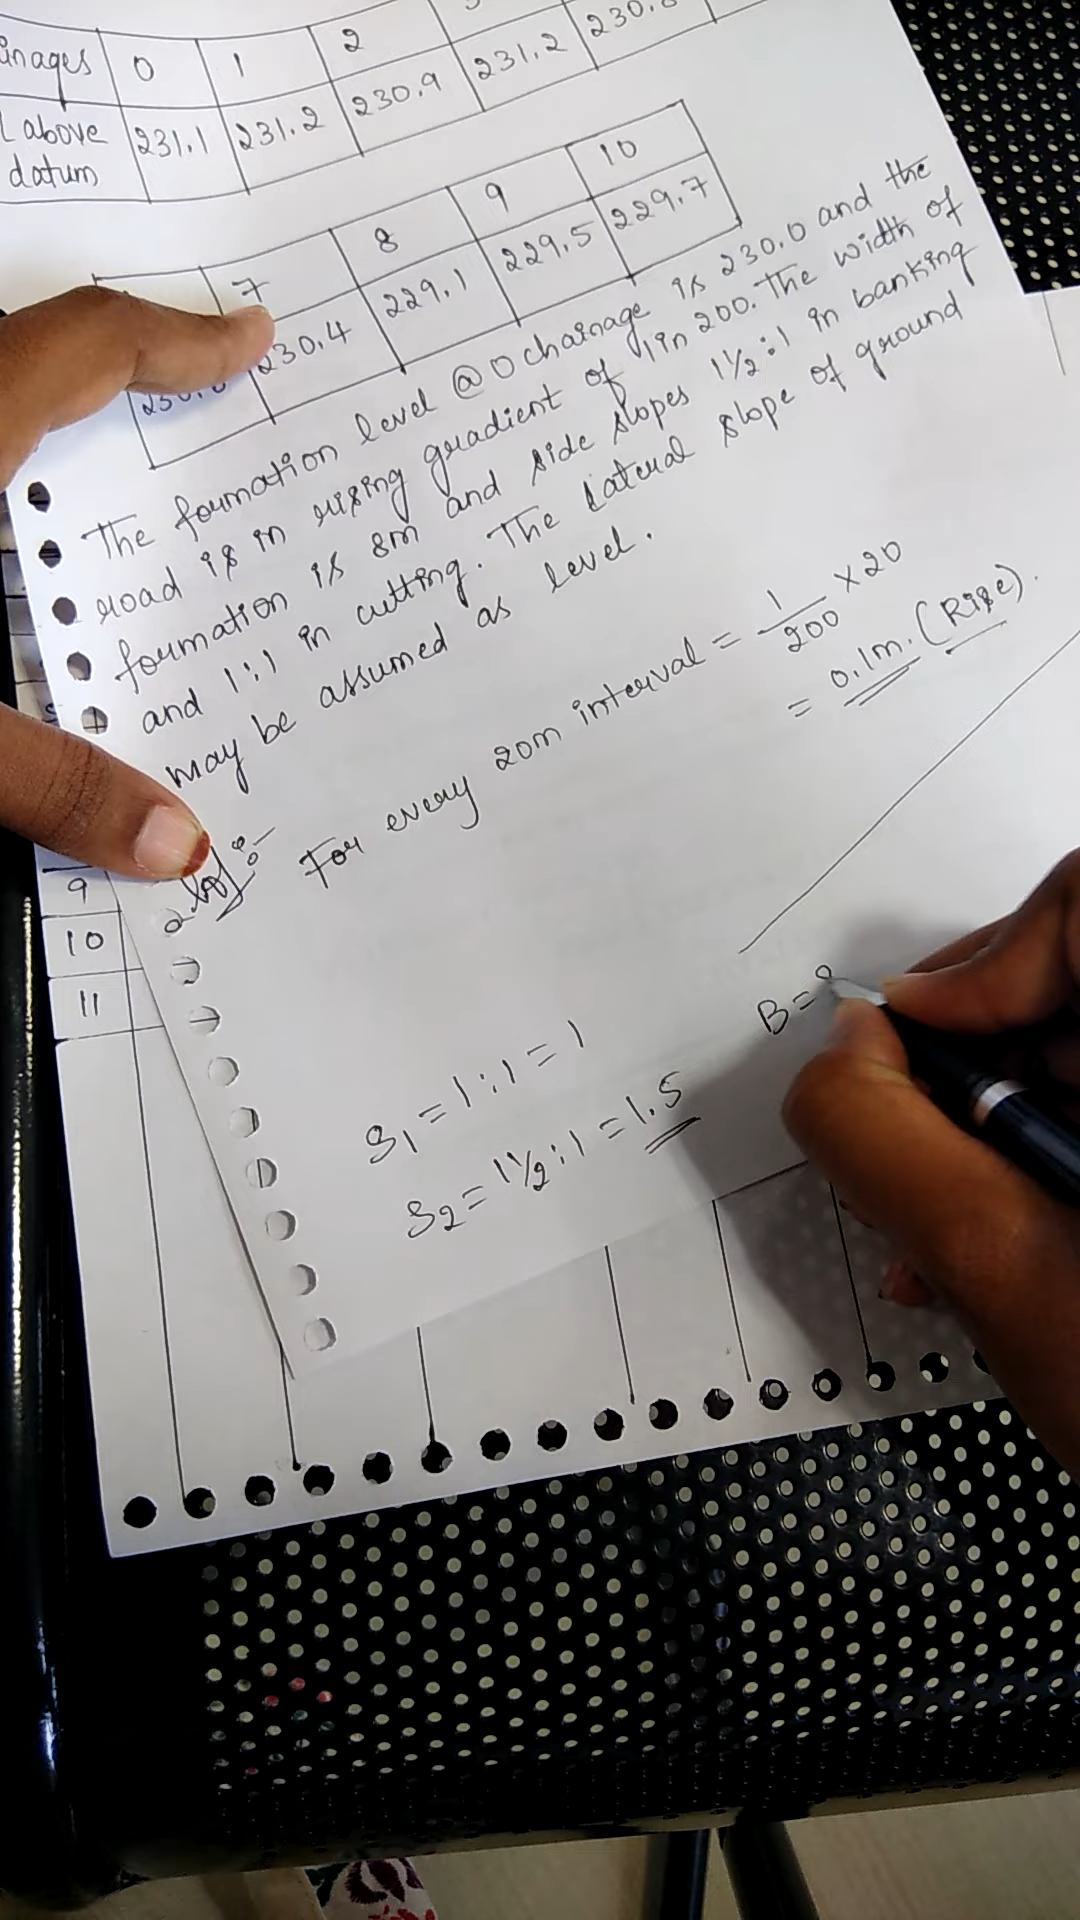 0 1 2
above 231.1 231.2 230.9 231.2
datum
7 8 9 10
230.4 229.1 229.5 229.7
The formation level @ 0 chainage is 230.0 and the
road is in rising gradient of 1 in 200. The width of
formation is 8m and side slopes 1½:1 in banking
and 1:1 in cutting. The Lateral slope of ground
may be assumed as level.
For every 20m interval = 1/200 × 20
= 0.1m. (Rise).
S1 = 1:1 = 1
S2 = 1½:1 = 1.5
B =
9
10
11